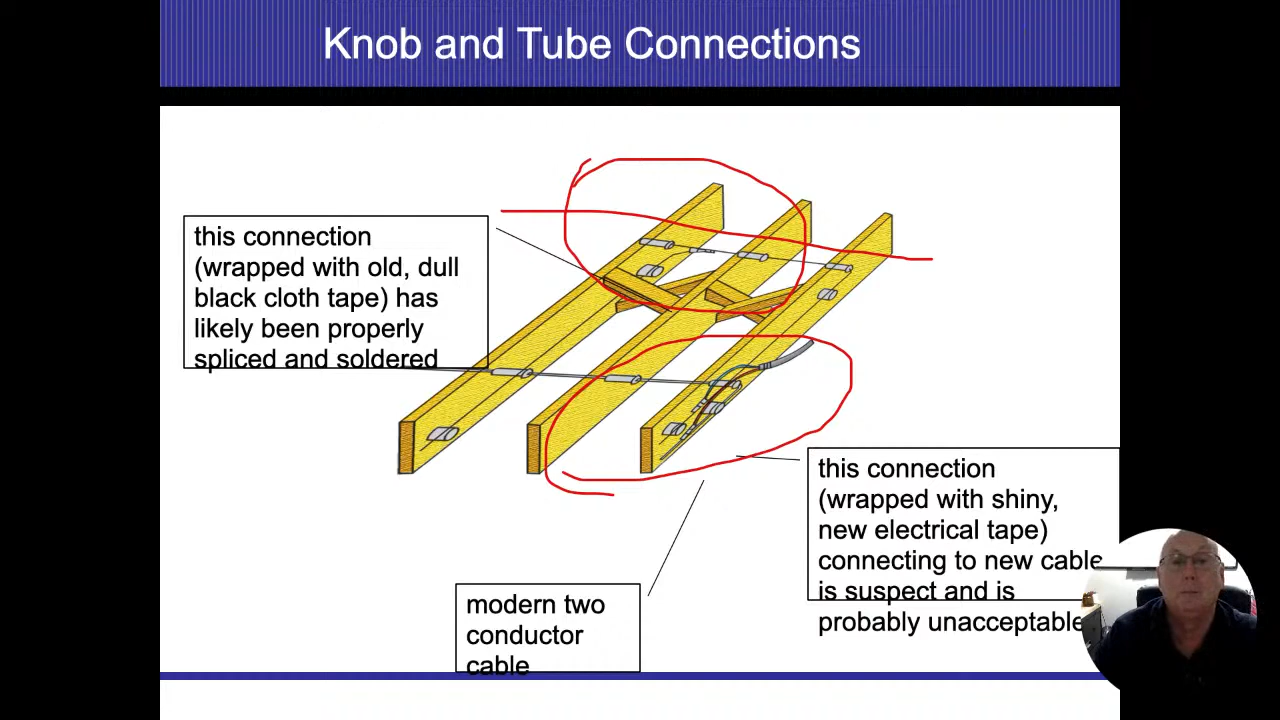 Knob and Tube Connections
this connection
(wrapped with old, dull
black cloth tape) has
likely been properly
spliced and soldered
this connection
(wrapped with shiny,
new electrical tape)
connecting to new cable
is suspect and is
probably unacceptable
modern two
conductor
cable